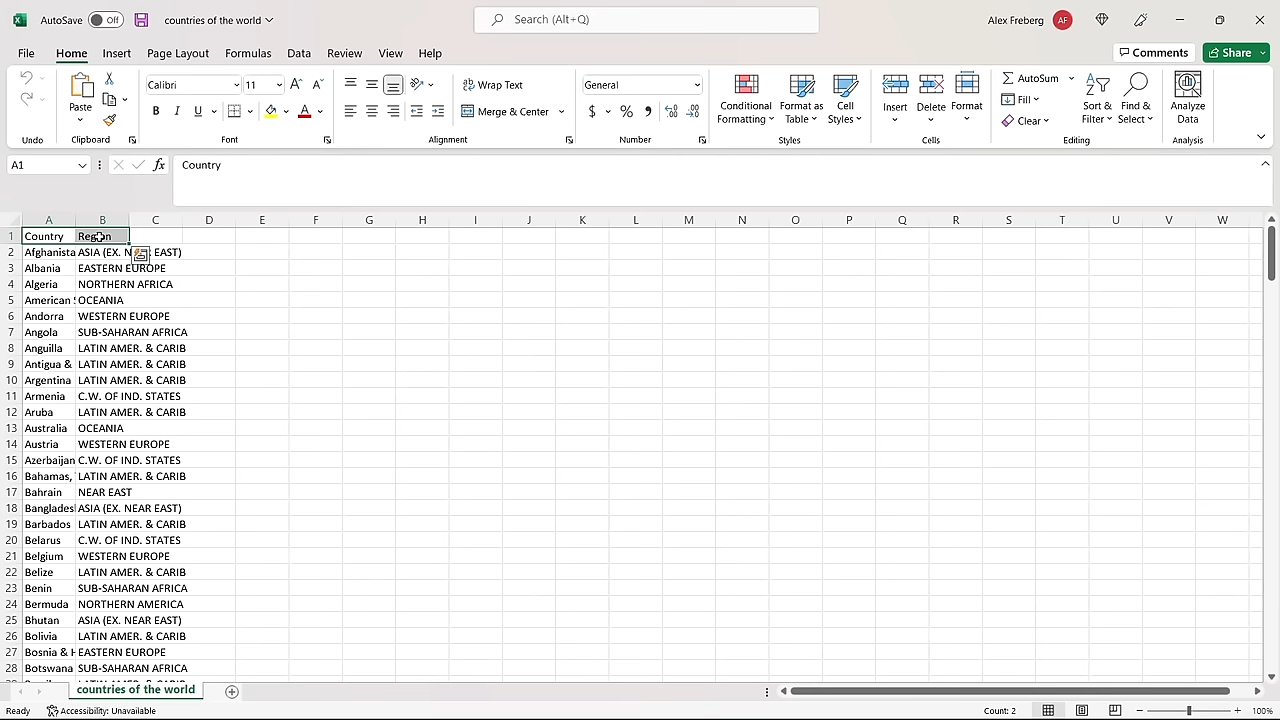 AutoSave Off countries of the world Search (Alt+Q) Alex Freberg AF
File Home Insert Page Layout Formulas Data Review View Help Comments Share
Calibri 11 Wrap Text General AutoSum
Paste Conditional Formatting Format as Table Cell Styles Insert Delete Format Fill Sort & Filter Find & Select Analyze Data
B I U Merge & Center $ % Clear
Undo Clipboard Font Alignment Number Styles Cells Editing Analysis
A1 fx Country
A B C D E F G H I J K L M N O P Q R S T U V W
1 Country Region
2 Afghanista ASIA (EX. N EAST)
3 Albania EASTERN EUROPE
4 Algeria NORTHERN AFRICA
5 American OCEANIA
6 Andorra WESTERN EUROPE
7 Angola SUB-SAHARAN AFRICA
8 Anguilla LATIN AMER. & CARIB
9 Antigua & LATIN AMER. & CARIB
10 Argentina LATIN AMER. & CARIB
11 Armenia C.W. OF IND. STATES
12 Aruba LATIN AMER. & CARIB
13 Australia OCEANIA
14 Austria WESTERN EUROPE
15 Azerbaijan C.W. OF IND. STATES
16 Bahamas, LATIN AMER. & CARIB
17 Bahrain NEAR EAST
18 Banglades ASIA (EX. NEAR EAST)
19 Barbados LATIN AMER. & CARIB
20 Belarus C.W. OF IND. STATES
21 Belgium WESTERN EUROPE
22 Belize LATIN AMER. & CARIB
23 Benin SUB-SAHARAN AFRICA
24 Bermuda NORTHERN AMERICA
25 Bhutan ASIA (EX. NEAR EAST)
26 Bolivia LATIN AMER. & CARIB
27 Bosnia & EASTERN EUROPE
28 Botswana SUB-SAHARAN AFRICA
countries of the world
Ready Accessibility: Unavailable Count: 2 100%